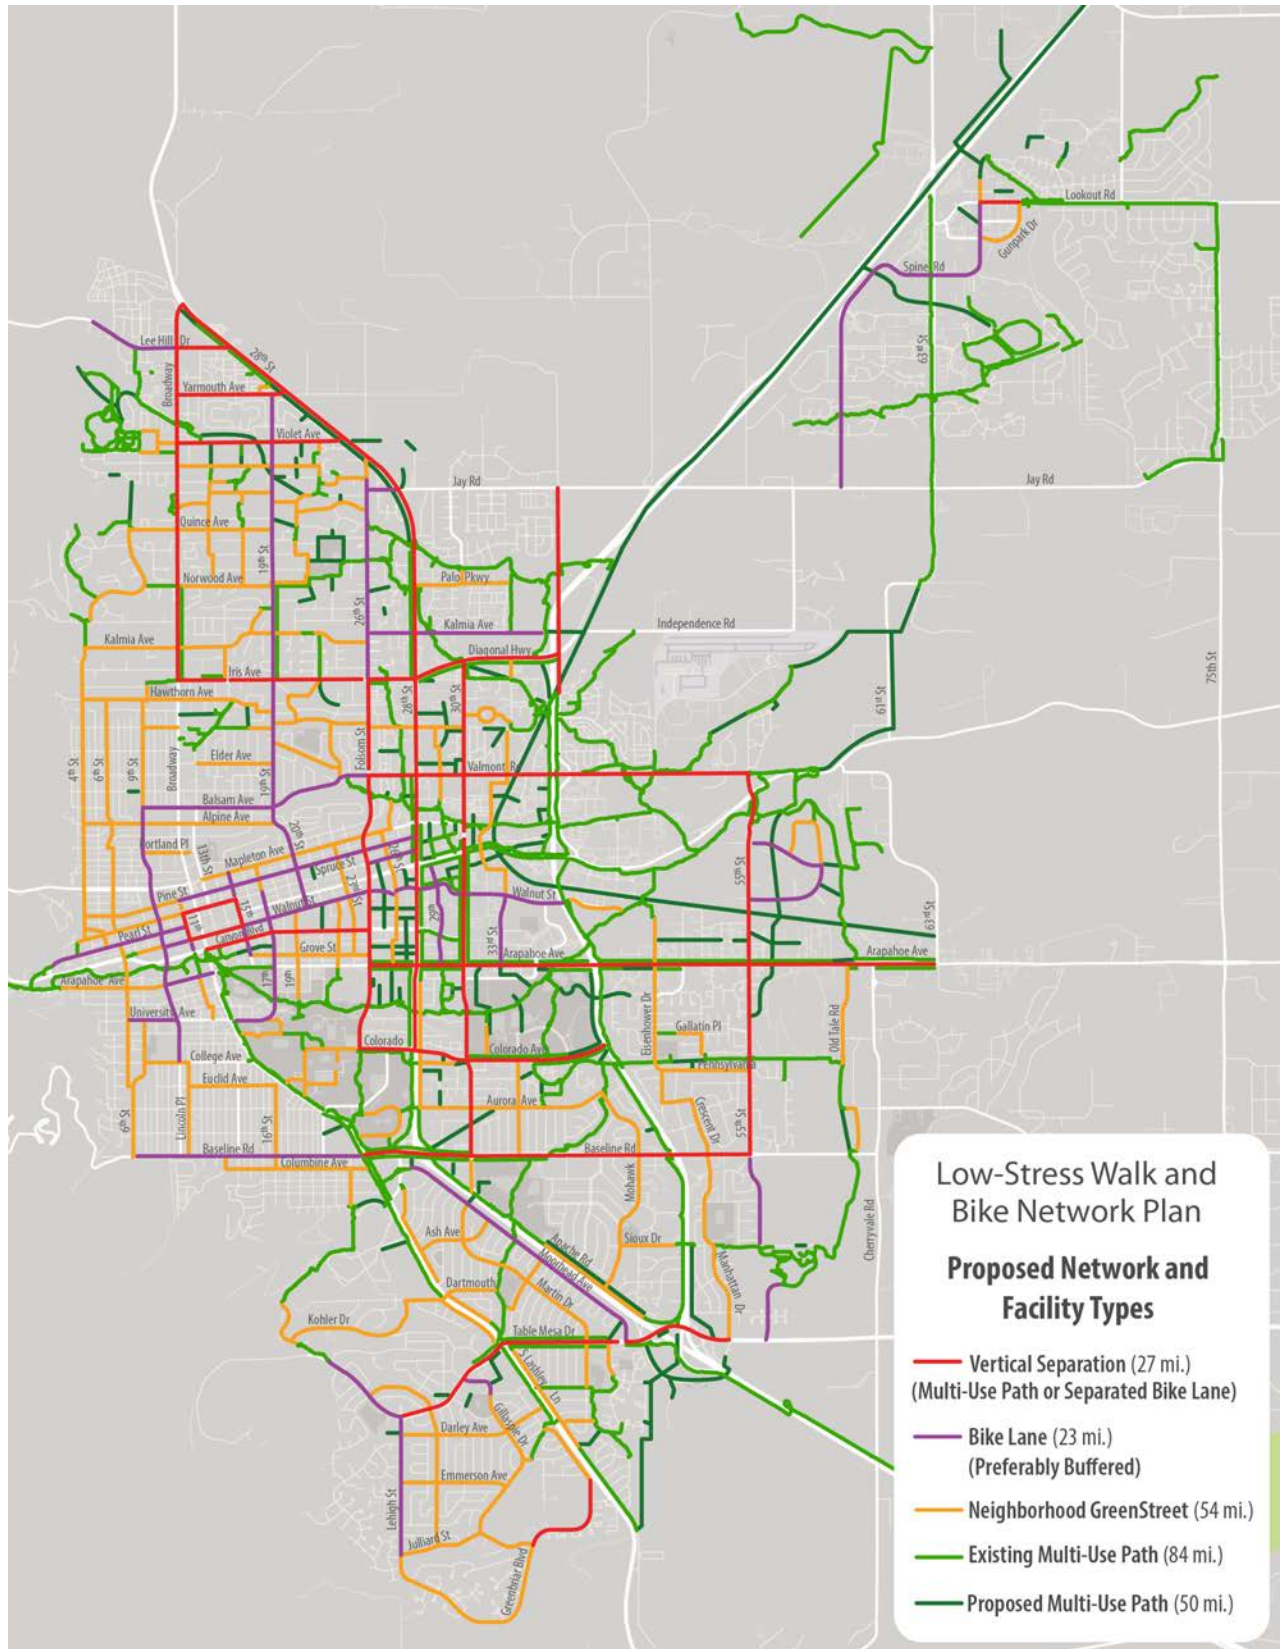 Lookout Rd
Gunpark Dr
Spine Rd
Lee Hill Dr
28th St
63rd St
Broadway
Yarmouth Ave
Violet Ave
Jay Rd
Jay Rd
Quince Ave
19th St
Norwood Ave
Palo Pkwy
26th St
Kalmia Ave
Independence Rd
Kalmia Ave
Diagonal Hwy
Iris Ave
75th St
Hawthorn Ave
28th St
30th St
61st St
Folsom St
Elder Ave
4th St
6th St
9th St
Broadway
19th St
Valmont R
Balsam Ave
Alpine Ave
20th St
ortland Pl
13th St
Mapleton Ave
26th St
55th St
Spruce St
23rd St
Pine St
15th
Walnut St
Walnut St
11th
29th
63rd St
Pearl St
Canyon Blvd
33rd St
Grove St
Arapahoe Ave
Arapahoe Ave
Arapahoe Ave
17th
19th
Eisenhower Dr
Old Tale Rd
University Ave
Gallatin Pl
Colorado
Colorado Ave
College Ave
Pennsylvania
Euclid Ave
Aurora Ave
Crescent Dr
6th St
Lincoln Pl
16th St
55th St
Baseline Rd
Baseline Rd
Columbine Ave
Mohawk
Cherryvale Rd
Ash Ave
Sioux Dr
Apache Rd
Moorhead Ave
Manhattan Dr
Dartmouth
Martin Dr
Kohler Dr
Table Mesa Dr
S Lashley Ln
Gillaspie Dr
Darley Ave
Emmerson Ave
Lehigh St
Julliard St
Greenbriar Blvd
Low-Stress Walk and
Bike Network Plan
Proposed Network and
Facility Types
Vertical Separation (27 mi.)
(Multi-Use Path or Separated Bike Lane)
Bike Lane (23 mi.)
(Preferably Buffered)
Neighborhood GreenStreet (54 mi.)
Existing Multi-Use Path (84 mi.)
Proposed Multi-Use Path (50 mi.)